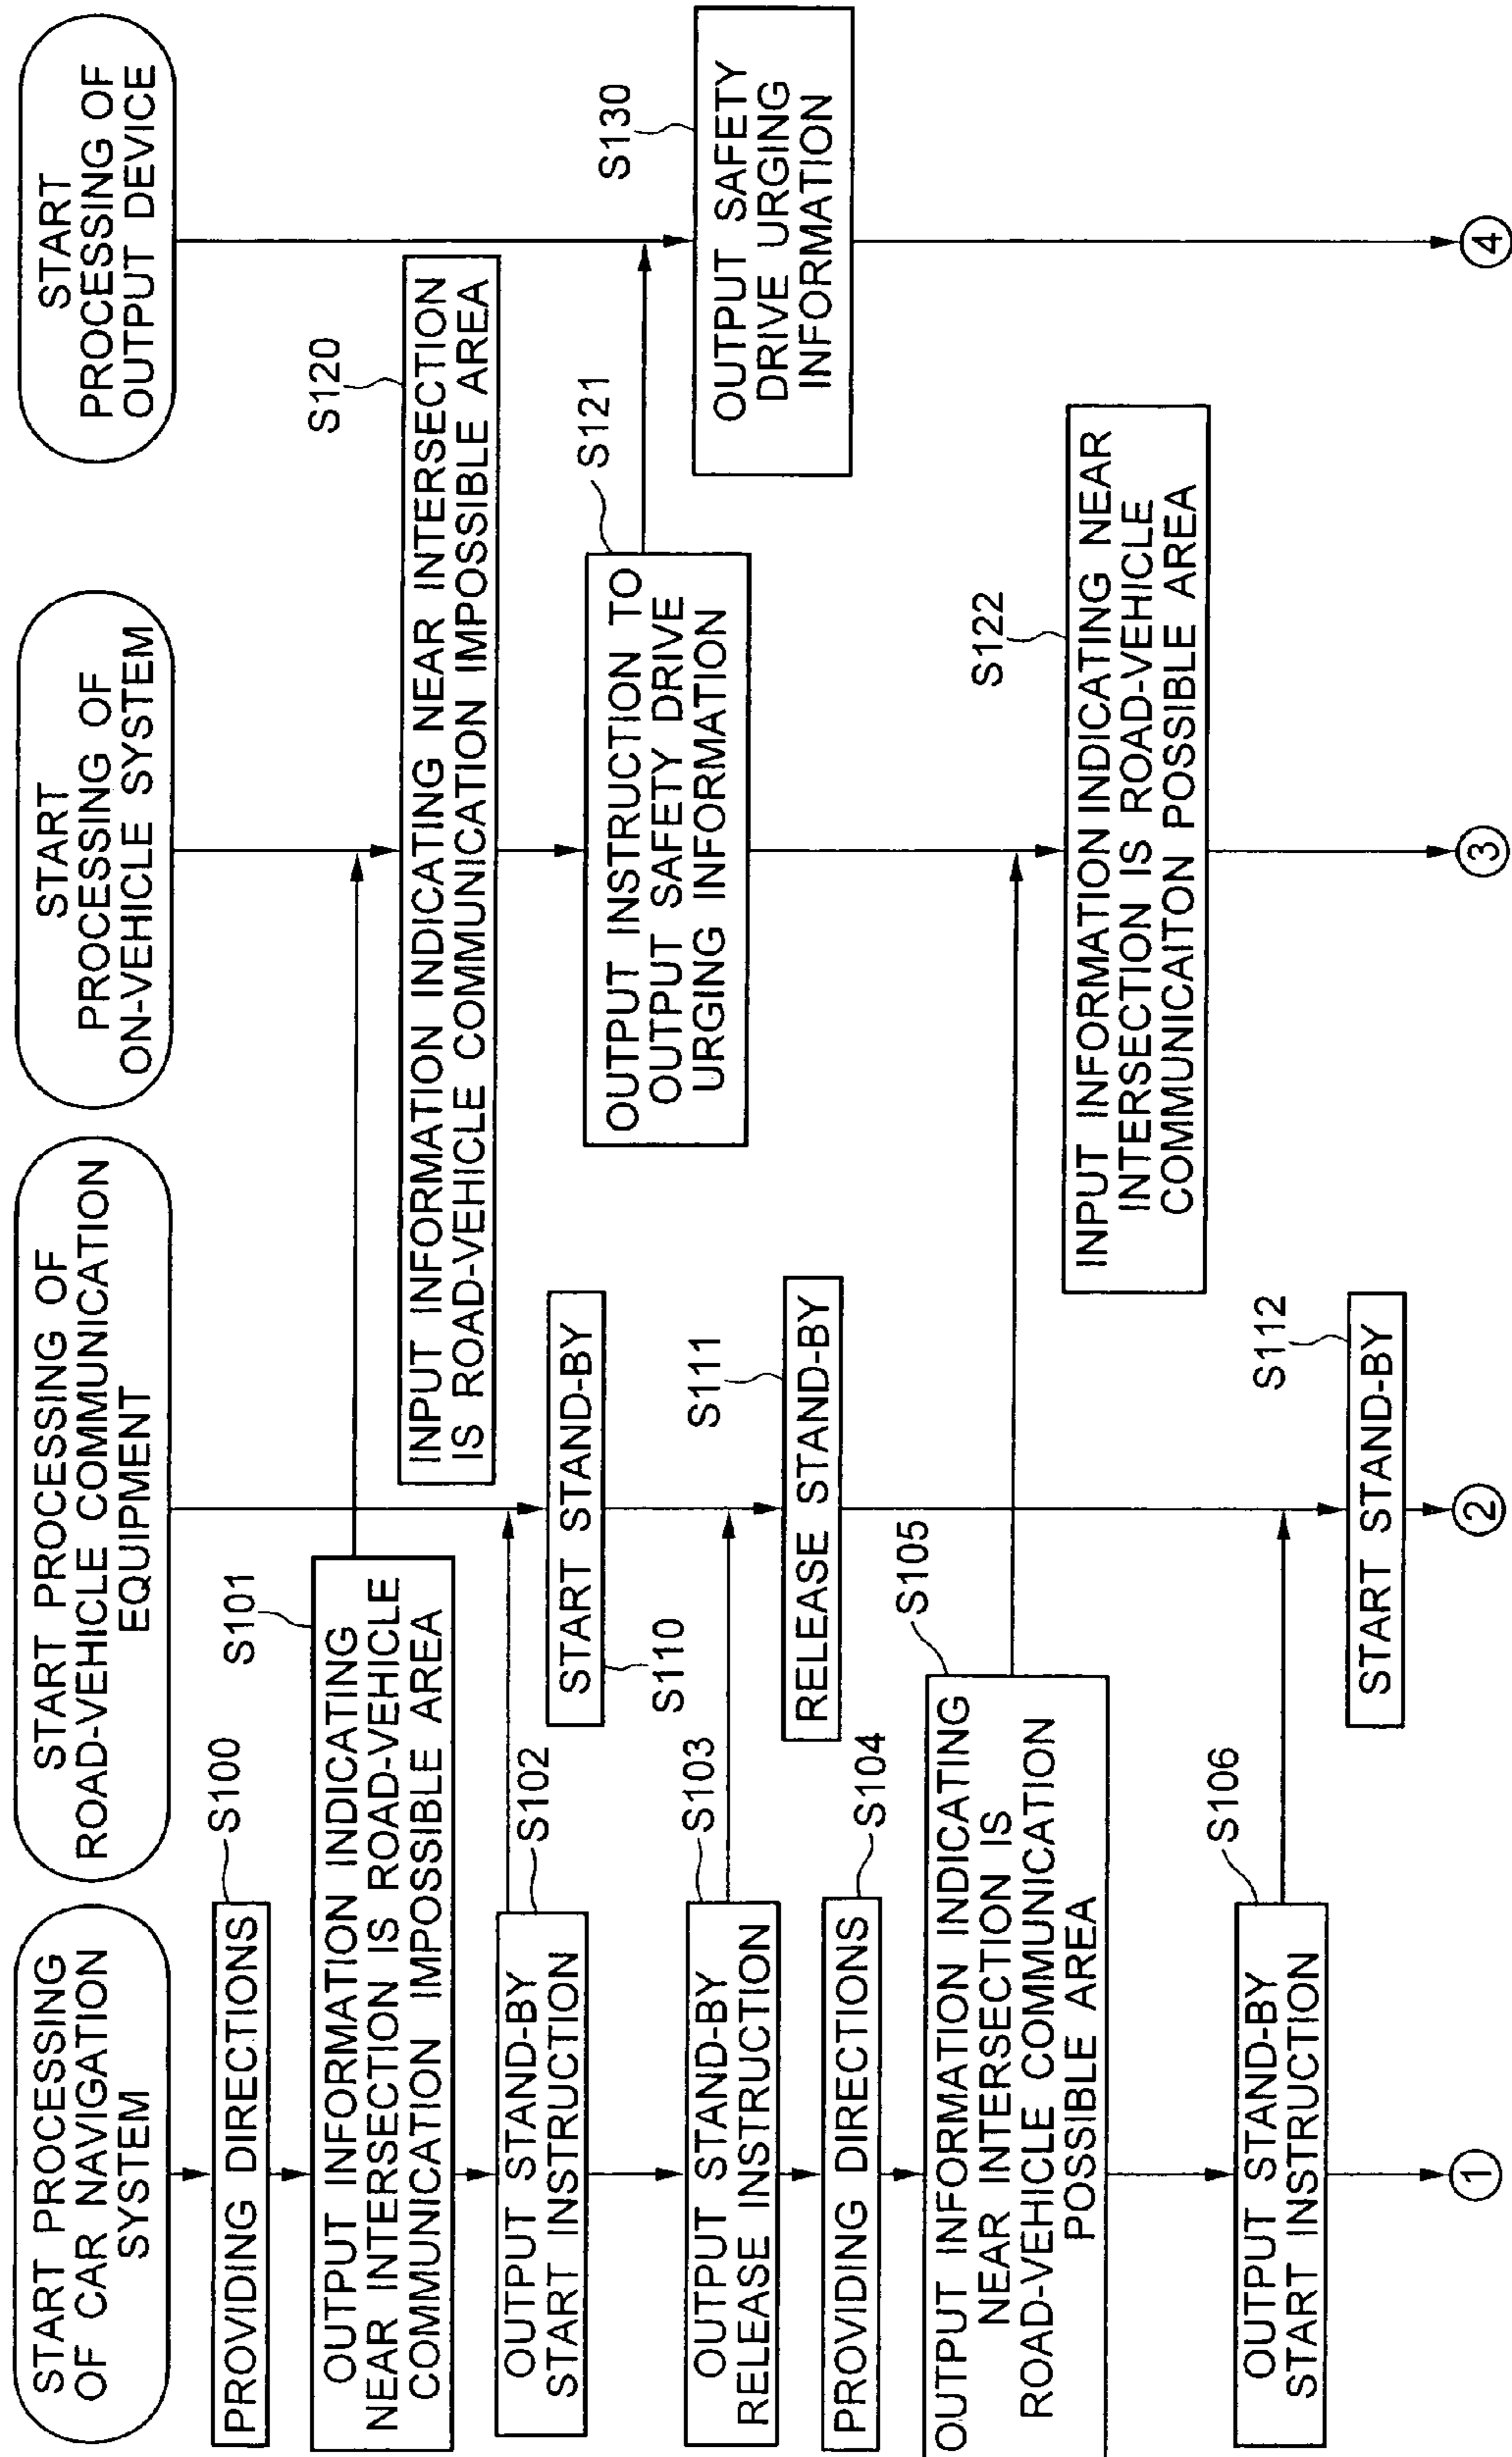 START PROCESSING
OF CAR NAVIGATION
SYSTEM
S100
PROVIDING DIRECTIONS
S101
OUTPUT INFORMATION INDICATING
NEAR INTERSECTION IS ROAD-VEHICLE
COMMUNICATION IMPOSSIBLE AREA
OUTPUT STAND-BY
START INSTRUCTION
S102
OUTPUT STAND-BY
RELEASE INSTRUCTION
S103
PROVIDING DIRECTIONS
S104
S105
OUTPUT INFORMATION INDICATING
NEAR INTERSECTION IS
ROAD-VEHICLE COMMUNICATION
POSSIBLE AREA
S106
OUTPUT STAND-BY
START INSTRUCTION
1
START PROCESSING OF
ROAD-VEHICLE COMMUNICATION
EQUIPMENT
START STAND-BY
S110
S111
RELEASE STAND-BY
S112
START STAND-BY
2
START
PROCESSING OF
ON-VEHICLE SYSTEM
S120
INPUT INFORMATION INDICATING NEAR INTERSECTION
IS ROAD-VEHICLE COMMUNICATION IMPOSSIBLE AREA
S121
OUTPUT INSTRUCTION TO
OUTPUT SAFETY DRIVE
URGING INFORMATION
S122
INPUT INFORMATION INDICATING NEAR
INTERSECTION IS ROAD-VEHICLE
COMMUNICAITON POSSIBLE AREA
3
START
PROCESSING OF
OUTPUT DEVICE
S130
OUTPUT SAFETY
DRIVE URGING
INFORMATION
4